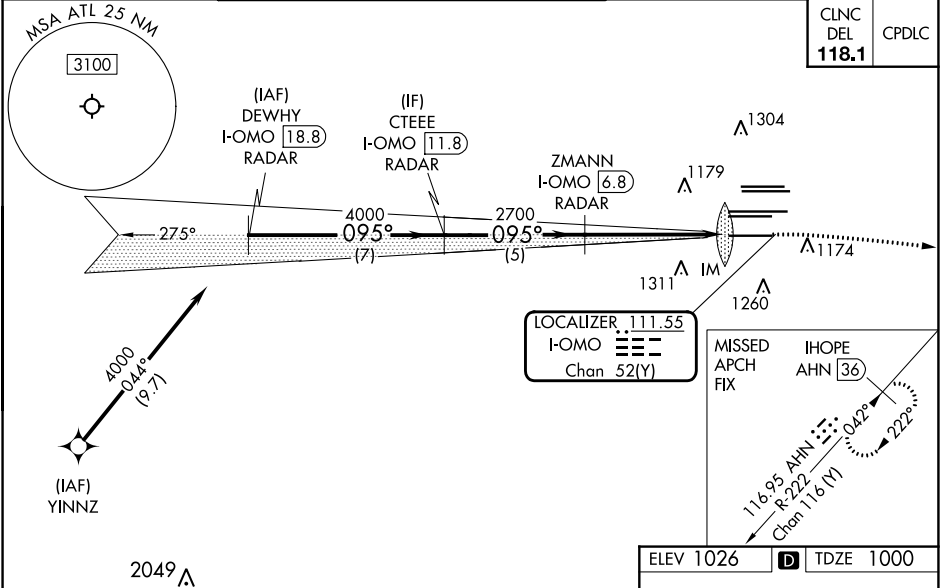 MSA ATL 25 NM
3100
CLNC
DEL
118.1
CPDLC
(IAF)
DEWHY
I-OMO 18.8
RADAR
(IF)
CTEEE
I-OMO 11.8
RADAR
ZMANN
I-OMO 6.8
RADAR
1304
1179
275°
4000
095°
(7)
2700
095°
(5)
1174
1311
IM
1260
LOCALIZER 111.55
I-OMO
Chan 52(Y)
4000
044°
(9.7)
(IAF)
YINNZ
MISSED
APCH
FIX
IHOPE
AHN 36
042°
222°
116.95 AHN
R-222
Chan 116 (Y)
2049
ELEV 1026
D
TDZE 1000